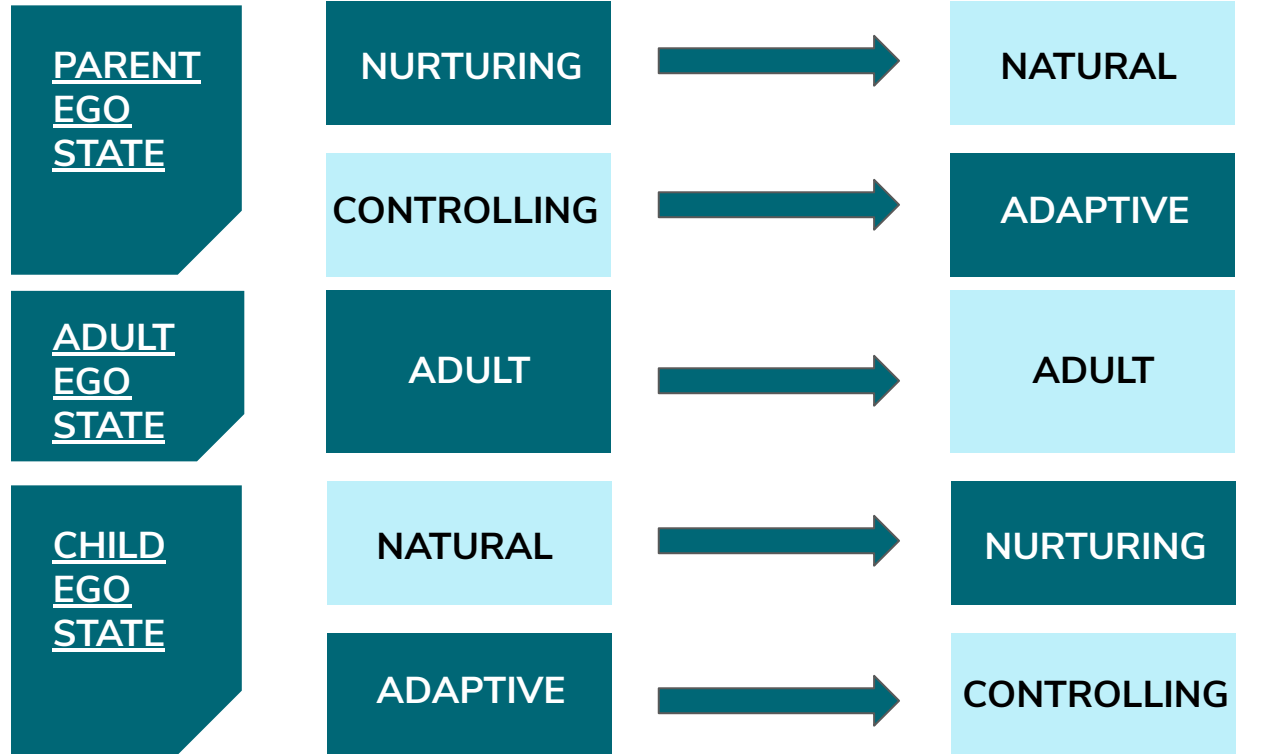 PARENT
EGO
STATE
NURTURING
NATURAL
CONTROLLING
ADAPTIVE
ADULT
EGO
STATE
ADULT
ADULT
CHILD
EGO
STATE
NATURAL
NURTURING
ADAPTIVE
CONTROLLING